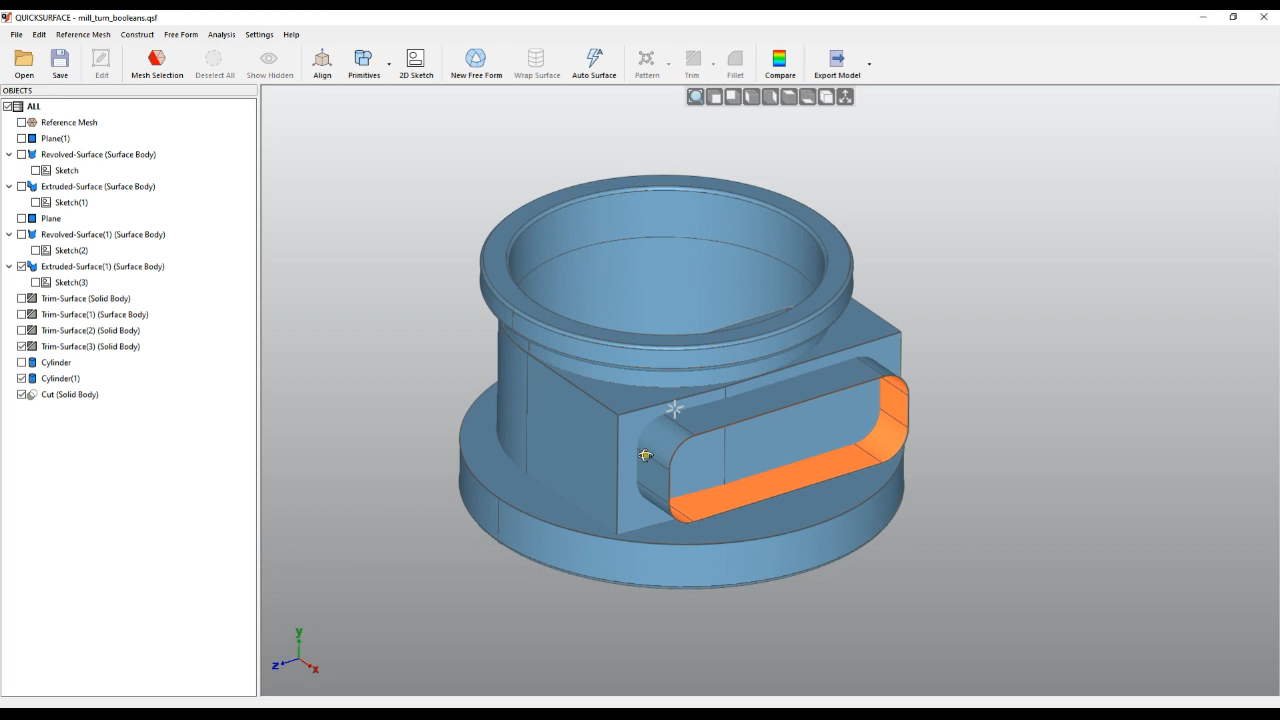 QUICKSURFACE - mill_turn_booleans.qsf
File Edit Reference Mesh Construct Free Form Analysis Settings Help
Open Save Edit Mesh Selection Deselect All Show Hidden Align Primitives 2D Sketch New Free Form Wrap Surface Auto Surface Pattern Trim Fillet Compare Export Model
OBJECTS
ALL
Reference Mesh
Plane(1)
Revolved-Surface (Surface Body)
Sketch
Extruded-Surface (Surface Body)
Sketch(1)
Plane
Revolved-Surface(1) (Surface Body)
Sketch(2)
Extruded-Surface(1) (Surface Body)
Sketch(3)
Trim-Surface (Solid Body)
Trim-Surface(1) (Surface Body)
Trim-Surface(2) (Solid Body)
Trim-Surface(3) (Solid Body)
Cylinder
Cylinder(1)
Cut (Solid Body)
y
z
x